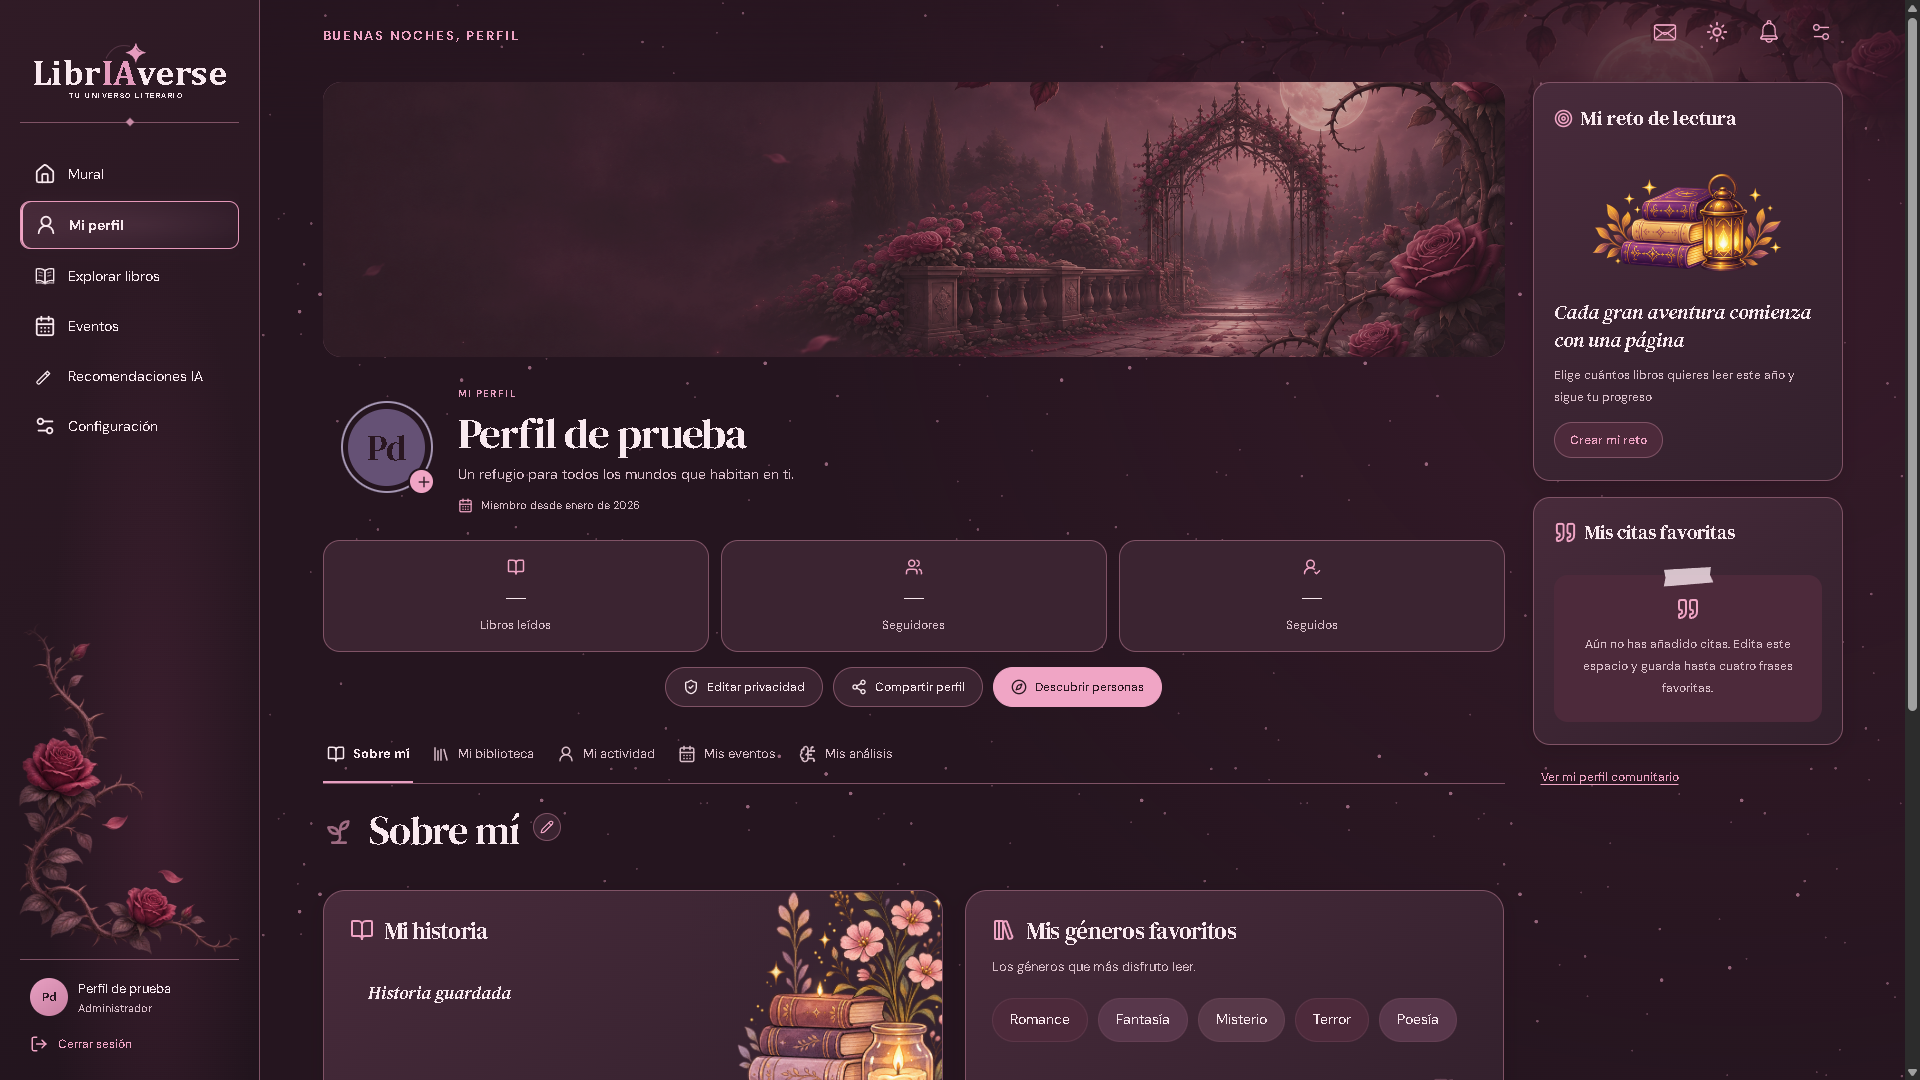 LibrIAverse
TU UNIVERSO LITERARIO
Mural
Mi perfil
Explorar libros
Eventos
Recomendaciones IA
Configuración
Pd
Perfil de prueba
Administrador
Cerrar sesión
BUENAS NOCHES, PERFIL
Pd
MI PERFIL
Perfil de prueba
Un refugio para todos los mundos que habitan en ti.
Miembro desde enero de 2026
—
Libros leídos
—
Seguidores
—
Seguidos
Editar privacidad
Compartir perfil
Descubrir personas
Sobre mí
Mi biblioteca
Mi actividad
Mis eventos
Mis análisis
Sobre mí
Mi historia
Historia guardada
Mis géneros favoritos
Los géneros que más disfruto leer.
Romance
Fantasía
Misterio
Terror
Poesía
Mi reto de lectura
Cada gran aventura comienza
con una página
Elige cuántos libros quieres leer este año y
sigue tu progreso
Crear mi reto
Mis citas favoritas
Aún no has añadido citas. Edita este
espacio y guarda hasta cuatro frases
favoritas.
Ver mi perfil comunitario